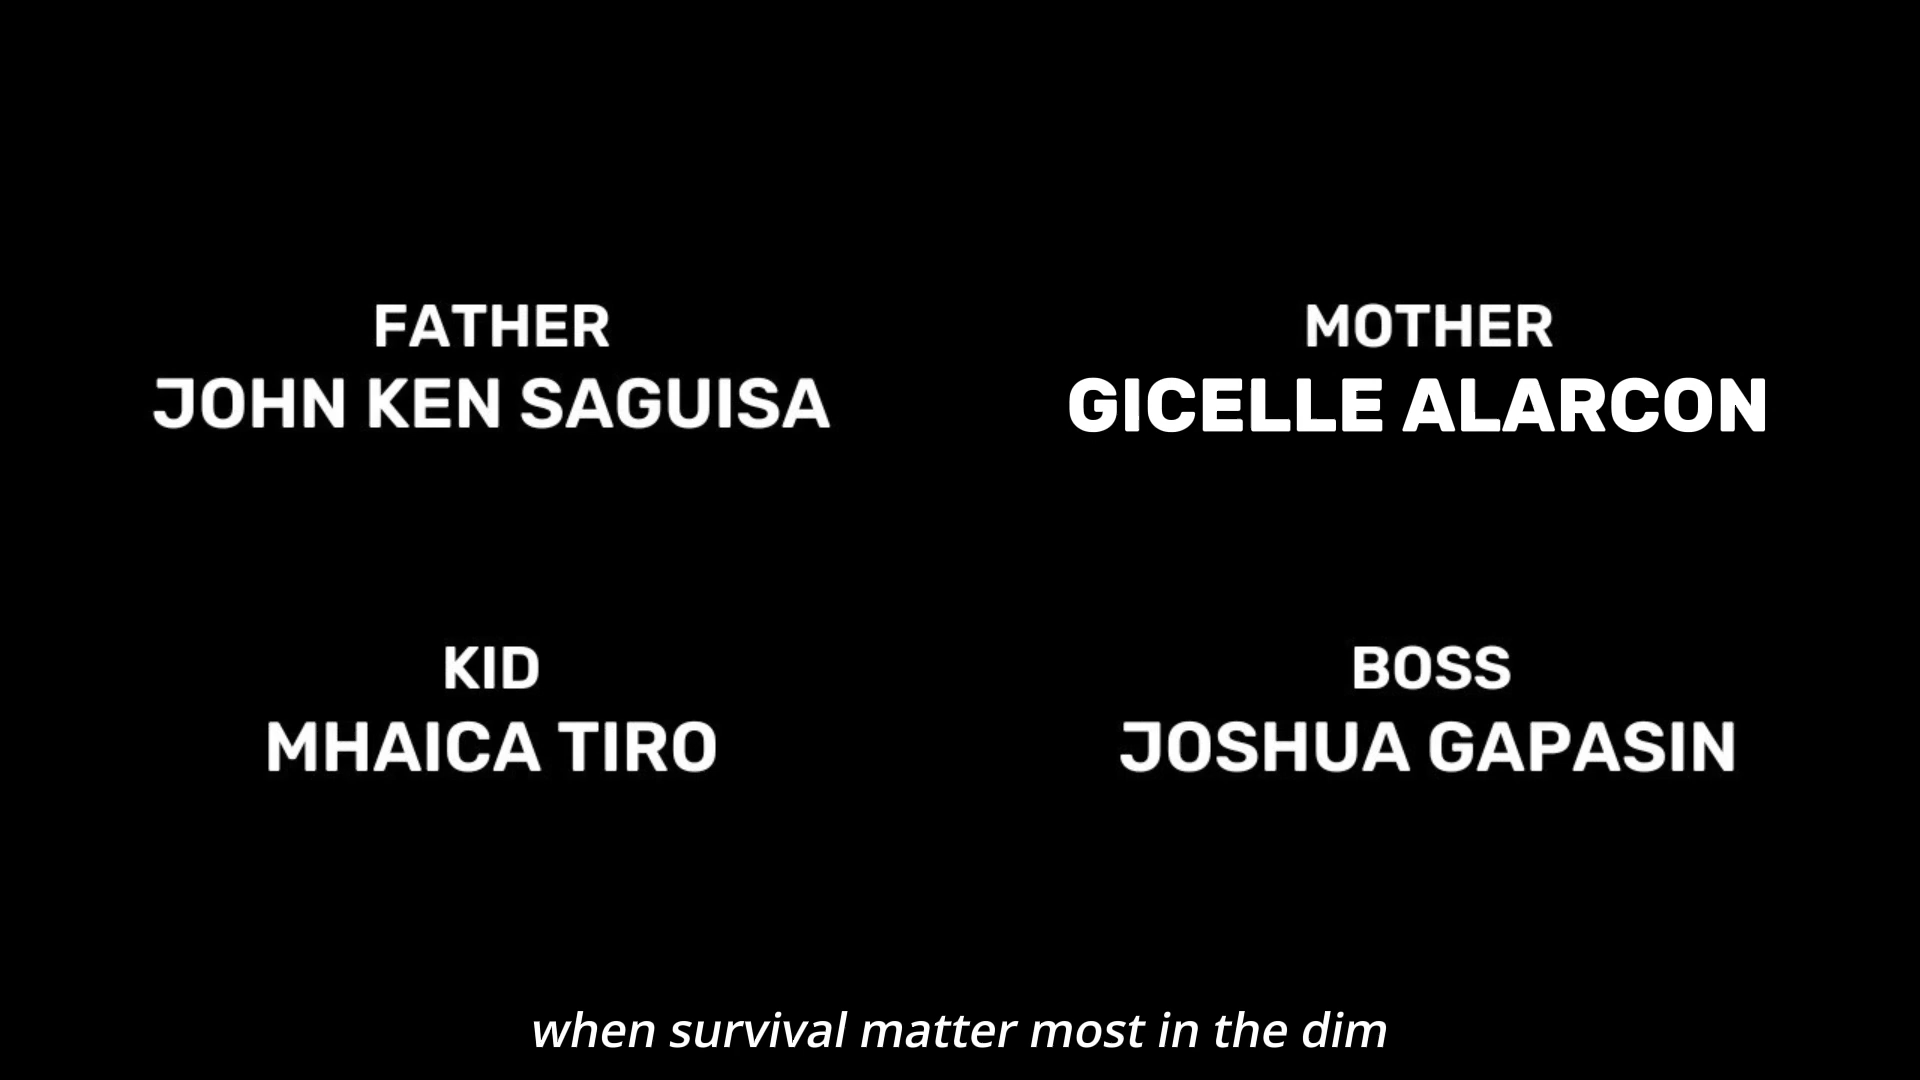 FATHER
JOHN KEN SAGUISA
MOTHER
GICELLE ALARCON
KID
MHAICA TIRO
BOSS
JOSHUA GAPASIN
when survival matter most in the dim